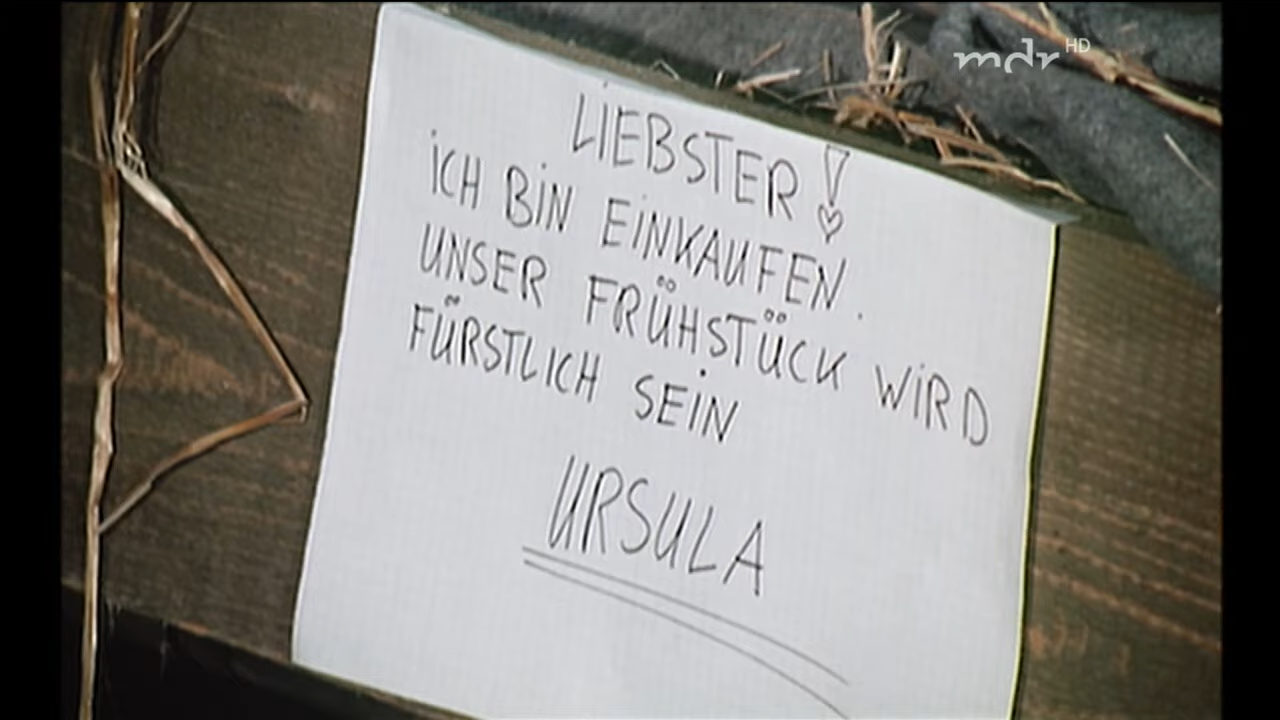 mdr HD
LIEBSTER!
ICH BIN EINKAUFEN.
UNSER FRÜHSTÜCK WIRD
FÜRSTLICH SEIN
URSULA